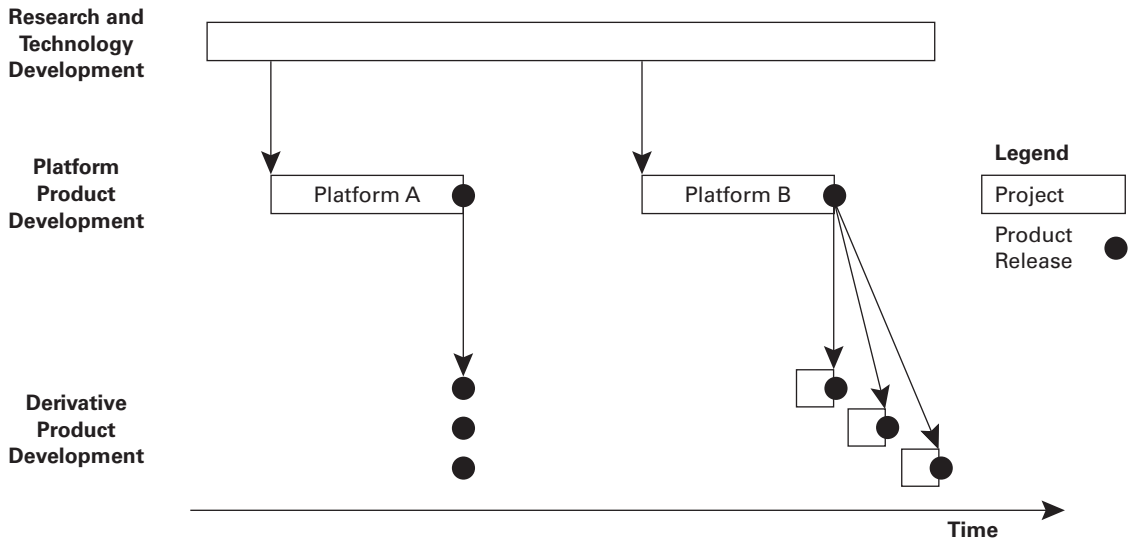 Research and
Technology
Development
Platform
Product
Development
Platform A
Platform B
Legend
Project
Product
Release
Derivative
Product
Development
Time